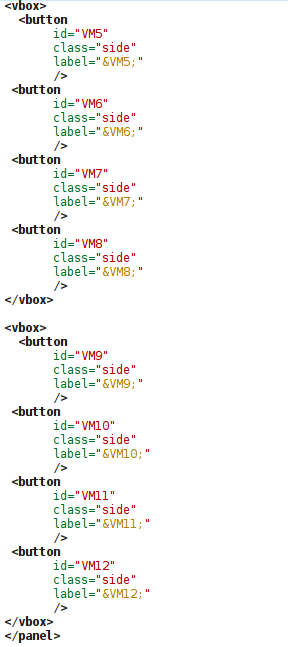 <vbox>
<button
id="VM5"
class="side"
label="&VM5;"
/>
<button
id="VM6"
class="side"
label="&VM6;"
/>
<button
id="VM7"
class="side"
label="&VM7;"
/>
<button
id="VM8"
class="side"
label="&VM8;"
/>
</vbox>
<vbox>
<button
id="VM9"
class="side"
label="&VM9;"
/>
<button
id="VM10"
class="side"
label="&VM10;"
/>
<button
id="VM11"
class="side"
label="&VM11;"
/>
<button
id="VM12"
class="side"
label="&VM12;"
/>
</vbox>
</panel>